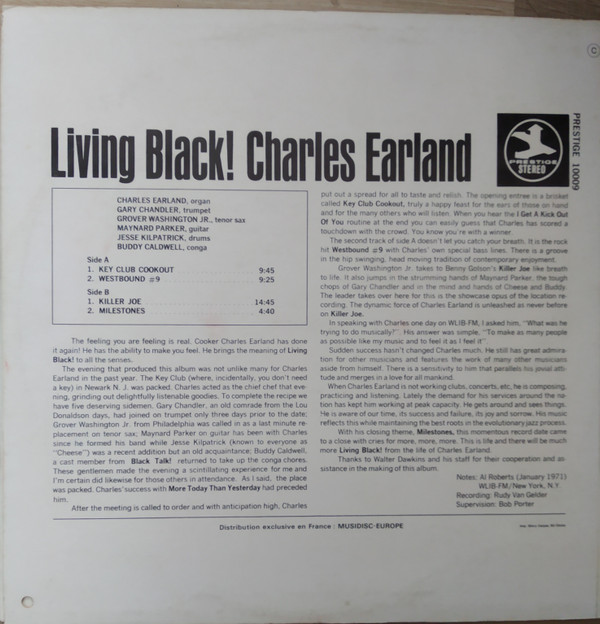 C
PRESTIGE 10009
Living Black! Charles Earland
PRESTIGE
STEREO
CHARLES EARLAND, organ
GARY CHANDLER, trumpet
GROVER WASHINGTON JR., tenor sax
MAYNARD PARKER, guitar
JESSE KILPATRICK, drums
BUDDY CALDWELL, conga
Side A
1. KEY CLUB COOKOUT 9:45
2. WESTBOUND #9 9:25
Side B
1. KILLER JOE 14:45
2. MILESTONES 4:40
The feeling you are feeling is real. Cooker Charles Earland has done
it again! He has the ability to make you feel. He brings the meaning of Living
Black! to all the senses.
The evening that produced this album was not unlike many for Charles
Earland in the past year. The Key Club (where, incidentally, you don't need
a key) in Newark N. J. was packed. Charles acted as the chief chef that eve-
ning, grinding out delightfully listenable goodies. To complete the recipe we
have five deserving sidemen. Gary Chandler, an old comrade from the Lou
Donaldson days, had joined on trumpet only three days prior to the date;
Grover Washington Jr. from Philadelphia was called in as a last minute re-
placement on tenor sax; Maynard Parker on guitar has been with Charles
since he formed his band while Jesse Kilpatrick (known to everyone as
"Cheese") was a recent addition but an old acquaintance. Buddy Caldwell,
a cast member from Black Talk! returned to take up the conga chores.
These gentlemen made the evening a scintillating experience for me and
I'm certain did likewise for those others in attendance. As I said, the place
was packed. Charles' success with More Today Than Yesterday had preceded
him.
After the meeting is called to order and with anticipation high, Charles
put out a spread for all to taste and relish. The opening entree is a brisket
called Key Club Cookout, truly a happy feast for the ears of those on hand
and for the many others who will listen. When you hear the I Get A Kick Out
Of You routine at the end you can easily guess that Charles has scored a
touchdown with the crowd. You know you're with a winner.
The second track of side A doesn't let you catch your breath. It is the rock
hit Westbound #9 with Charles' own special bass lines. There is a groove
in the hip swinging, head moving tradition of contemporary enjoyment.
Grover Washington Jr. takes to Benny Golson's Killer Joe like breath
to life, it also jumps in the strumming hands of Maynard Parker, the tough
chops of Gary Chandler and in the mind and hands of Cheese and Buddy.
The leader takes over here for this is the showcase opus of the location re-
cording. The dynamic force of Charles Earland is unleashed as never before
on Killer Joe.
In speaking with Charles one day on WLIB-FM, I asked him, "What was he
trying to do musically?". His answer was simple, "To make as many people
as possible like my music and to feel it as I feel it".
Sudden success hasn't changed Charles much. He still has great admira-
tion for other musicians and features the work of many other musicians
aside from himself. There is a sensitivity to him that parallels his jovial atti-
tude and merges in a love for all mankind.
When Charles Earland is not working clubs, concerts, etc, he is composing,
practicing and listening. Lately the demand for his services around the na-
tion has kept him working at peak capacity. He gets around and sees things.
He is aware of our time, its success and failure, its joy and sorrow. His music
reflects this while maintaining the best roots in the evolutionary jazz process.
With his closing theme, Milestones, this momentous record date came
to a close with cries for more, more, more. This is life and there will be much
more Living Black! from the life of Charles Earland.
Thanks to Walter Dawkins and his staff for their cooperation and as-
sistance in the making of this album.
Notes: Al Roberts (January 1971)
WLIB-FM/New York, N.Y.
Recording: Rudy Van Gelder
Supervision: Bob Porter
Distribution exclusive en France : MUSIDISC-EUROPE